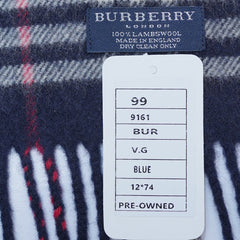 BURBERRY
LONDON
100% LAMBSWOOL
MADE IN ENGLAND
DRY CLEAN ONLY
99
9161
BUR
V.G
BLUE
12*74
PRE-OWNED